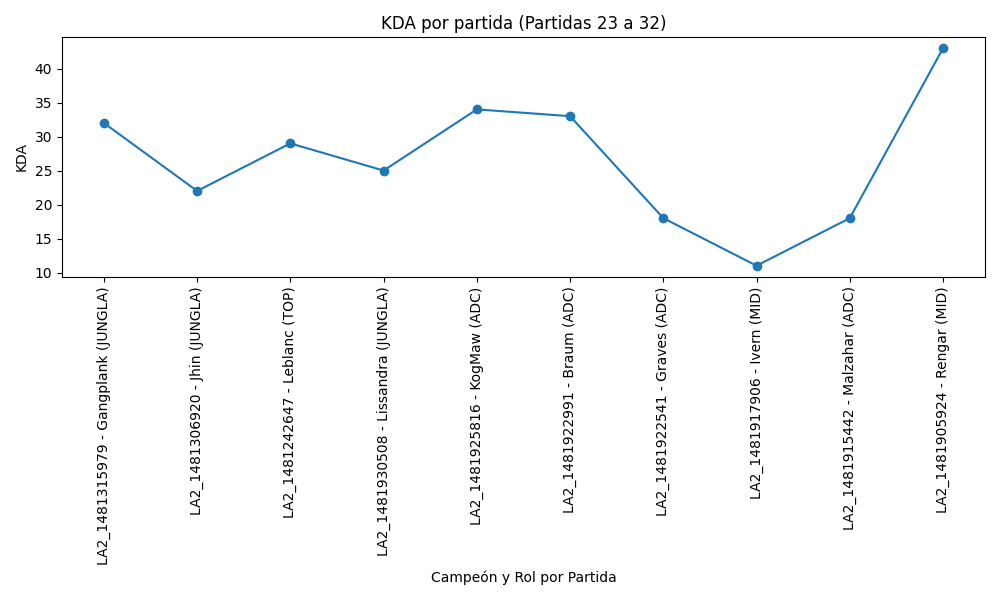 KDA por partida (Partidas 23 a 32)
KDA
40
35
30
25
20
15
10
LA2_1481315979 - Gangplank (JUNGLA)
LA2_1481306920 - Jhin (JUNGLA)
LA2_1481242647 - Leblanc (TOP)
LA2_1481930508 - Lissandra (JUNGLA)
LA2_1481925816 - KogMaw (ADC)
LA2_1481922991 - Braum (ADC)
LA2_1481922541 - Graves (ADC)
LA2_1481917906 - Ivern (MID)
LA2_1481915442 - Malzahar (ADC)
LA2_1481905924 - Rengar (MID)
Campeón y Rol por Partida